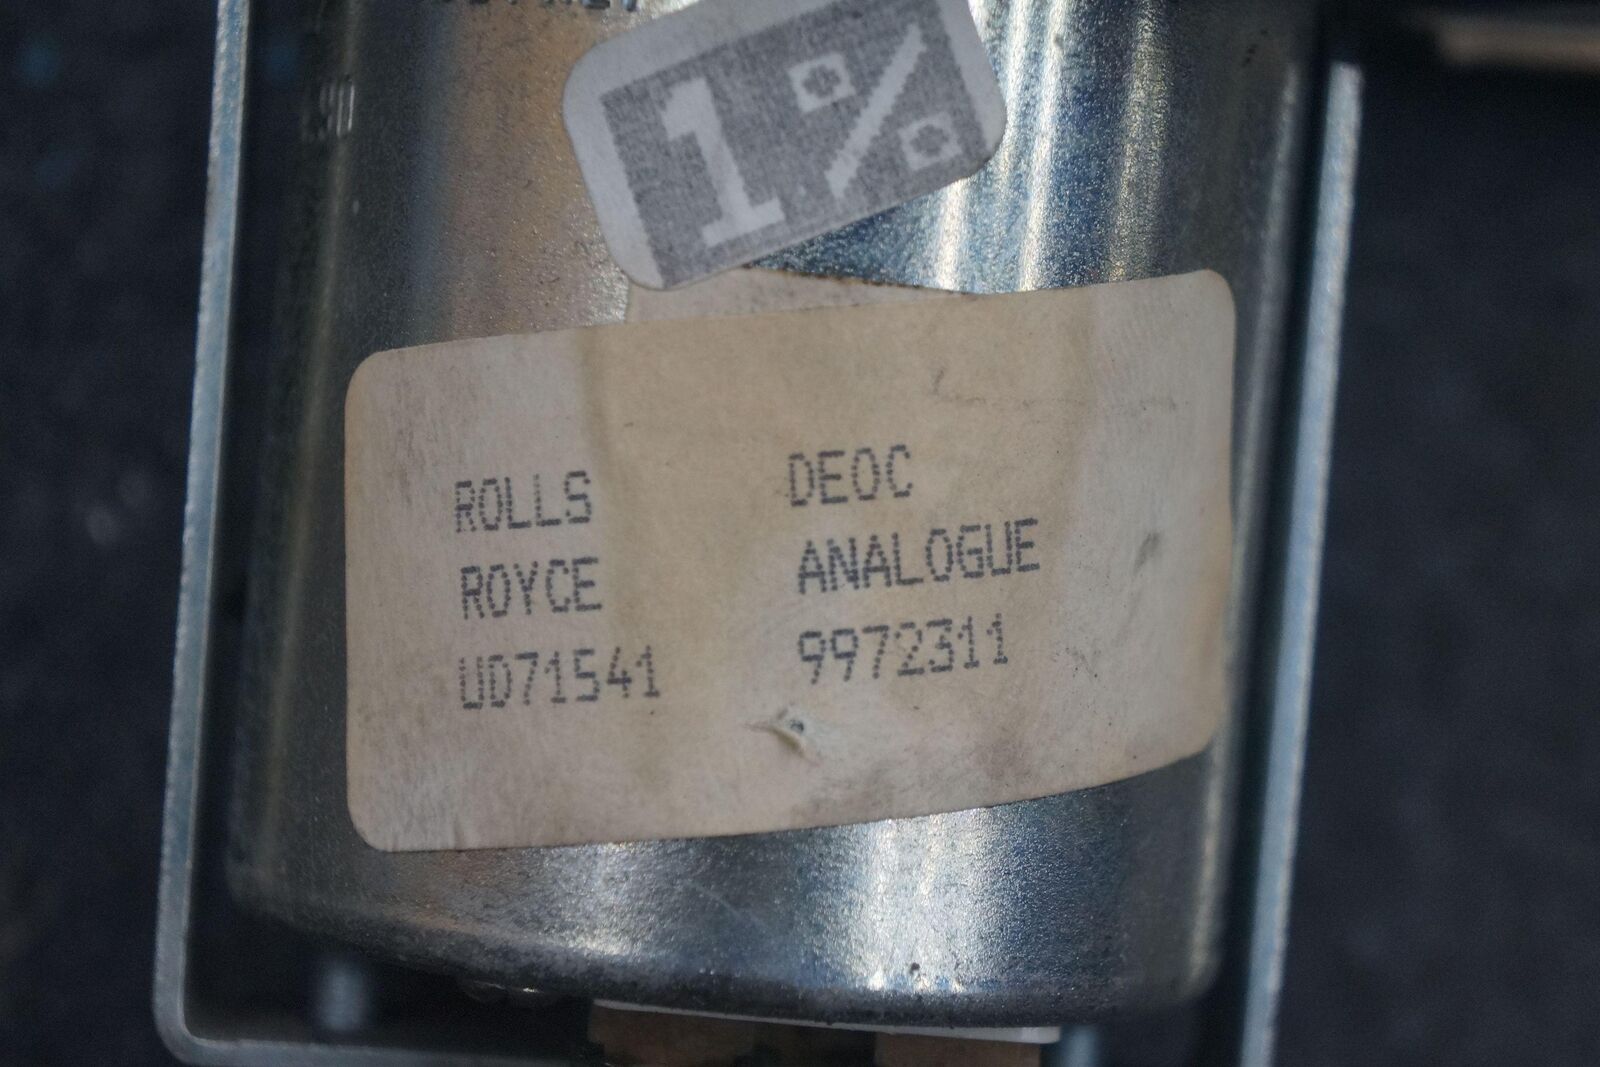 1%
ROLLS DEOC
ROYCE ANALOGUE
UD71541 9972311